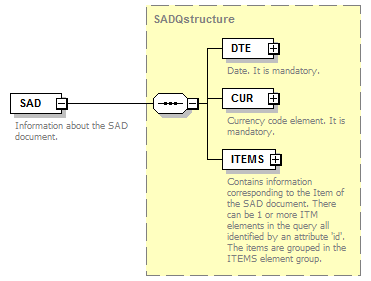 SADQstructure
DTE
Date. It is mandatory.
SAD
Information about the SAD
document.
CUR
Currency code element. It is
mandatory.
ITEMS
Contains information
corresponding to the Item of
the SAD document. There
can be 1 or more ITM
elements in the query all
identified by an attribute 'id'.
The items are grouped in the
ITEMS element group.